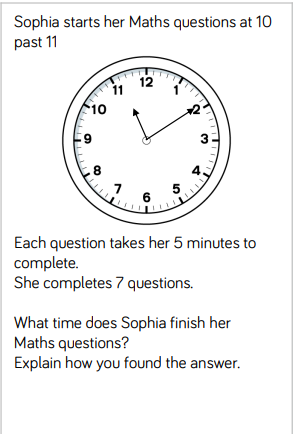 Sophia starts her Maths questions at 10
past 11
12
1
2
3
4
5
6
7
8
9
10
11
Each question takes her 5 minutes to
complete.
She completes 7 questions.
What time does Sophia finish her
Maths questions?
Explain how you found the answer.